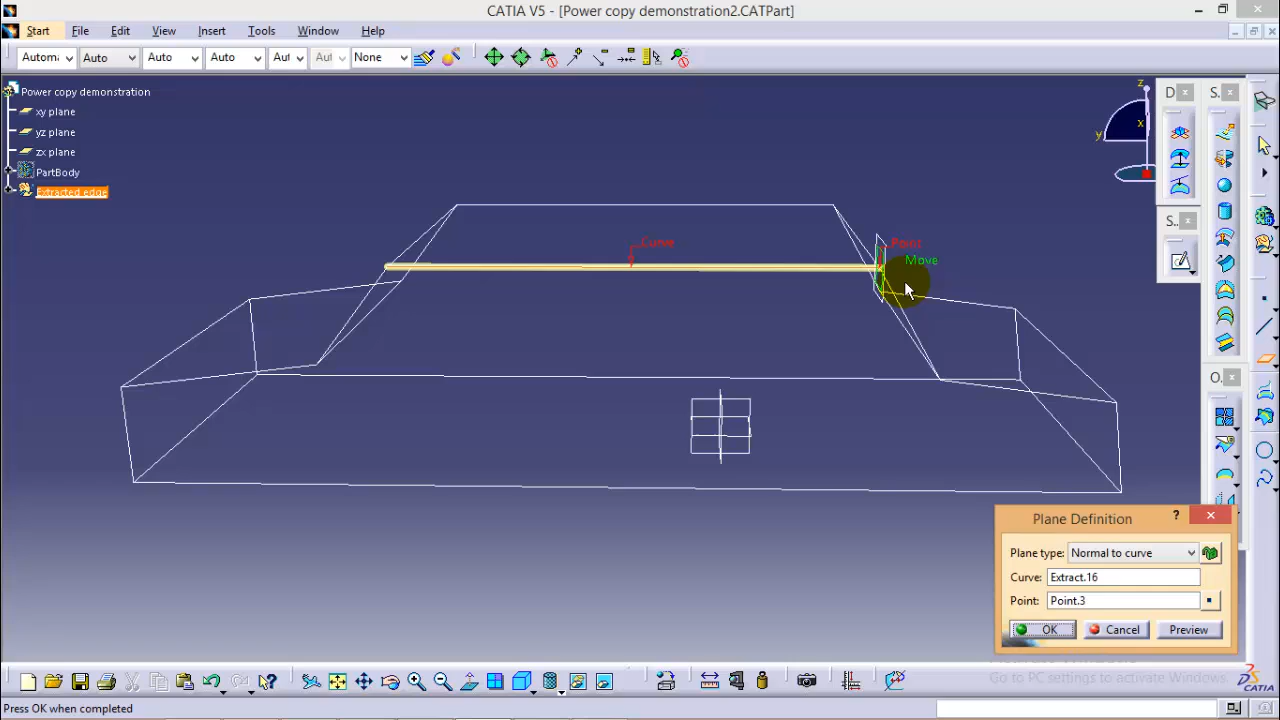 CATIA V5 - [Power copy demonstration2.CATPart]
Start File Edit View Insert Tools Window Help
Automa Auto Auto Auto Aut Aut None
Power copy demonstration
xy plane
yz plane
zx plane
PartBody
Extracted edge
D
S..
z
x
y
S..
O..
Curve
Point
Move
Plane Definition ?
Plane type: Normal to curve
Curve: Extract.16
Point: Point.3
OK Cancel Preview
Go to PC settings to activate Windows.
CATIA
Press OK when completed